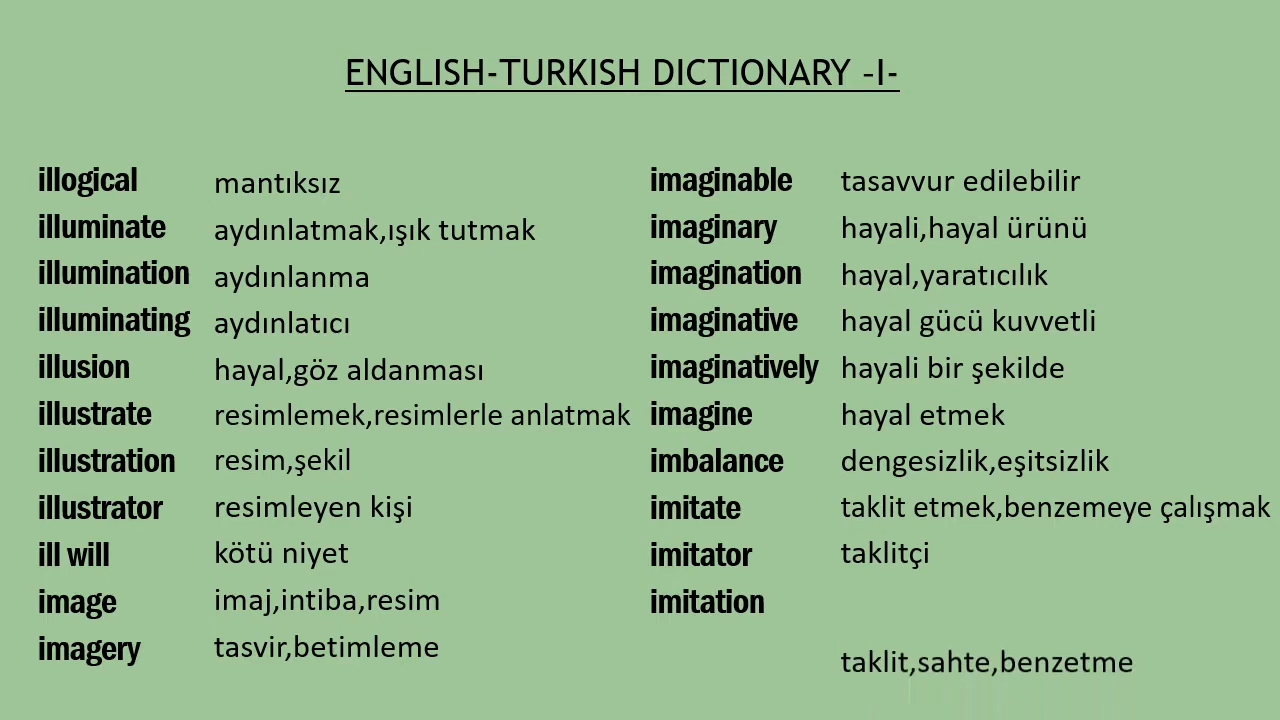 ENGLISH-TURKISH DICTIONARY –I-
illogical mantıksız
illuminate aydınlatmak,ışık tutmak
illumination aydınlanma
illuminating aydınlatıcı
illusion hayal,göz aldanması
illustrate resimlemek,resimlerle anlatmak
illustration resim,şekil
illustrator resimleyen kişi
ill will kötü niyet
image imaj,intiba,resim
imagery tasvir,betimleme
imaginable tasavvur edilebilir
imaginary hayali,hayal ürünü
imagination hayal,yaratıcılık
imaginative hayal gücü kuvvetli
imaginatively hayali bir şekilde
imagine hayal etmek
imbalance dengesizlik,eşitsizlik
imitate taklit etmek,benzemeye çalışmak
imitator taklitçi
imitation
taklit,sahte,benzetme